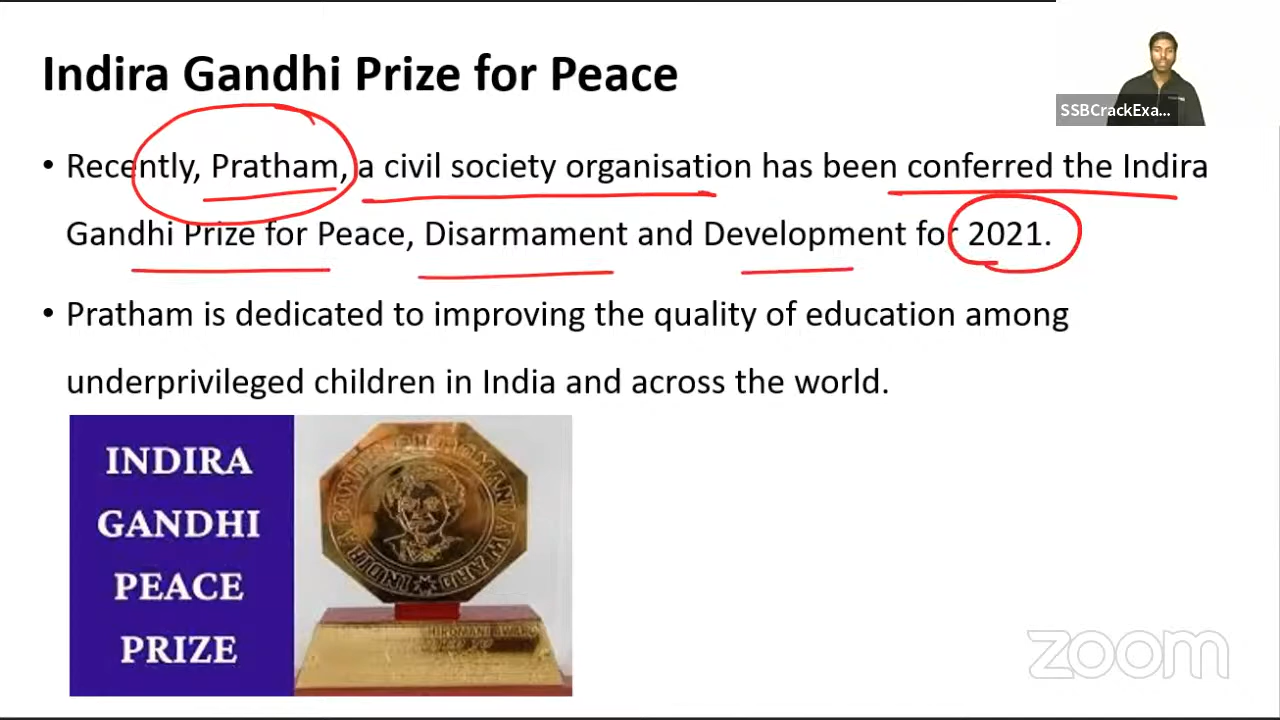 Indira Gandhi Prize for Peace
SSBCrackExa...
• Recently, Pratham, a civil society organisation has been conferred the Indira
Gandhi Prize for Peace, Disarmament and Development for 2021.
• Pratham is dedicated to improving the quality of education among
underprivileged children in India and across the world.
INDIRA
GANDHI
PEACE
PRIZE
zoom